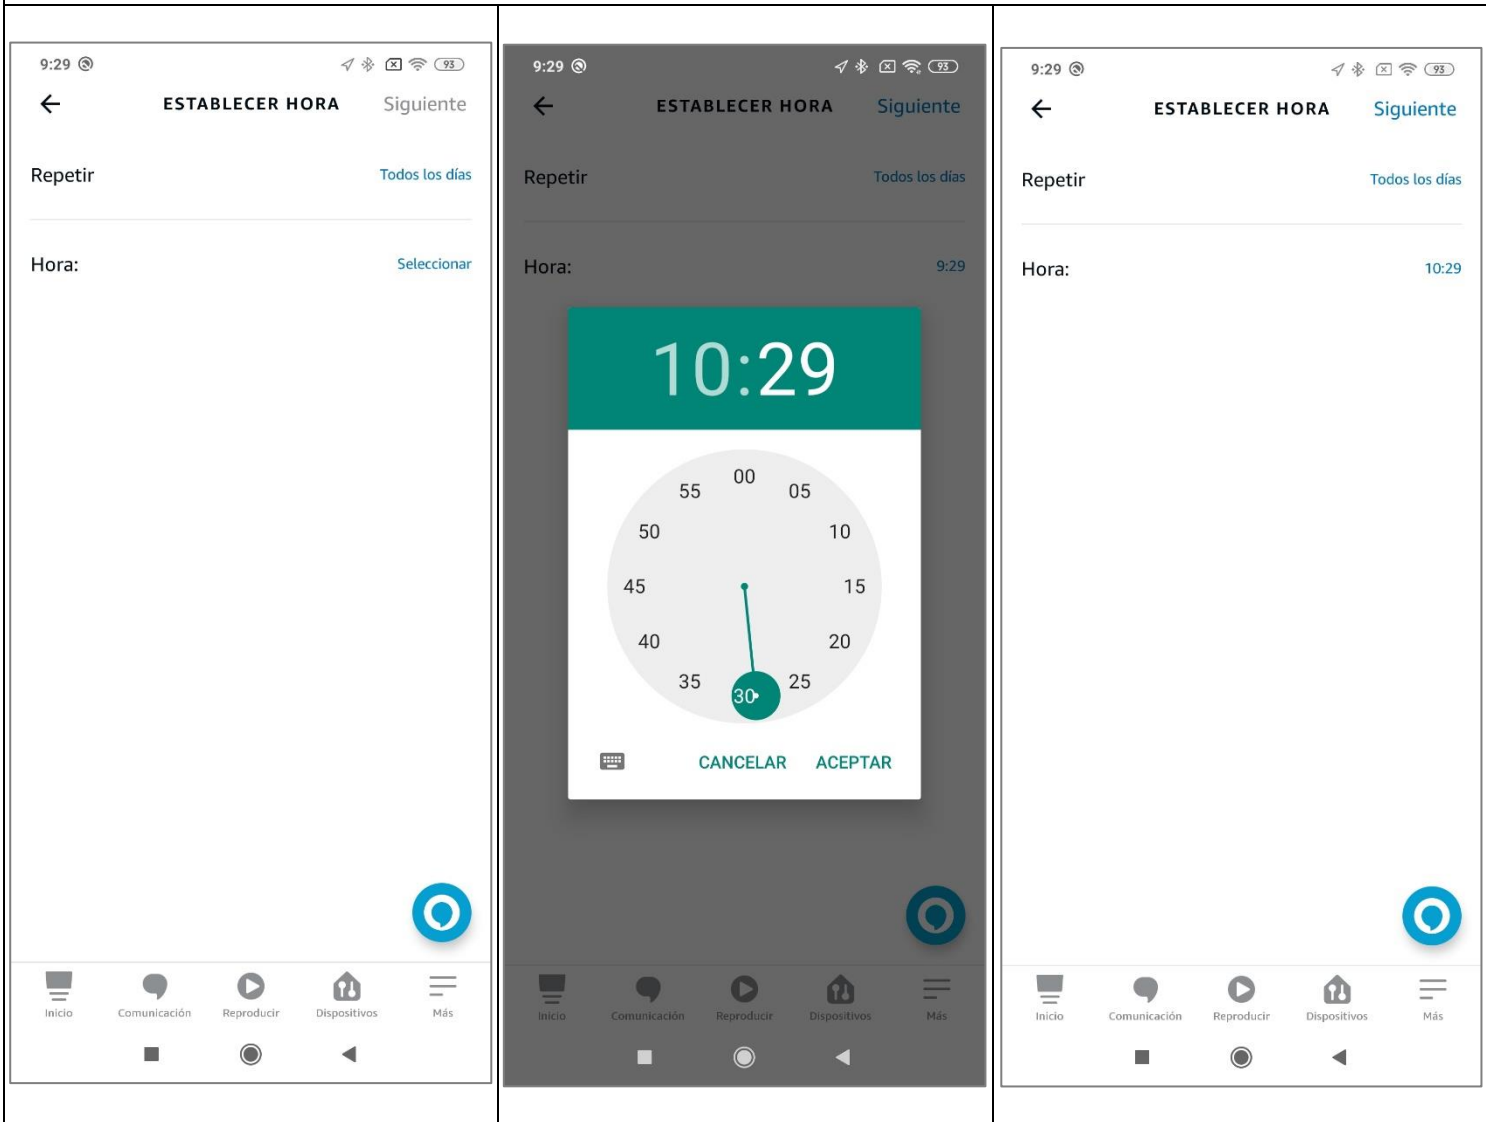 9:29 93
ESTABLECER HORA Siguiente
Repetir Todos los días
Hora: Seleccionar
Inicio Comunicación Reproducir Dispositivos Más
9:29 93
ESTABLECER HORA Siguiente
Repetir Todos los días
Hora: 9:29
10:29
00
55 05
50 10
45 15
40 20
35 25
30
CANCELAR ACEPTAR
Inicio Comunicación Reproducir Dispositivos Más
9:29 93
ESTABLECER HORA Siguiente
Repetir Todos los días
Hora: 10:29
Inicio Comunicación Reproducir Dispositivos Más